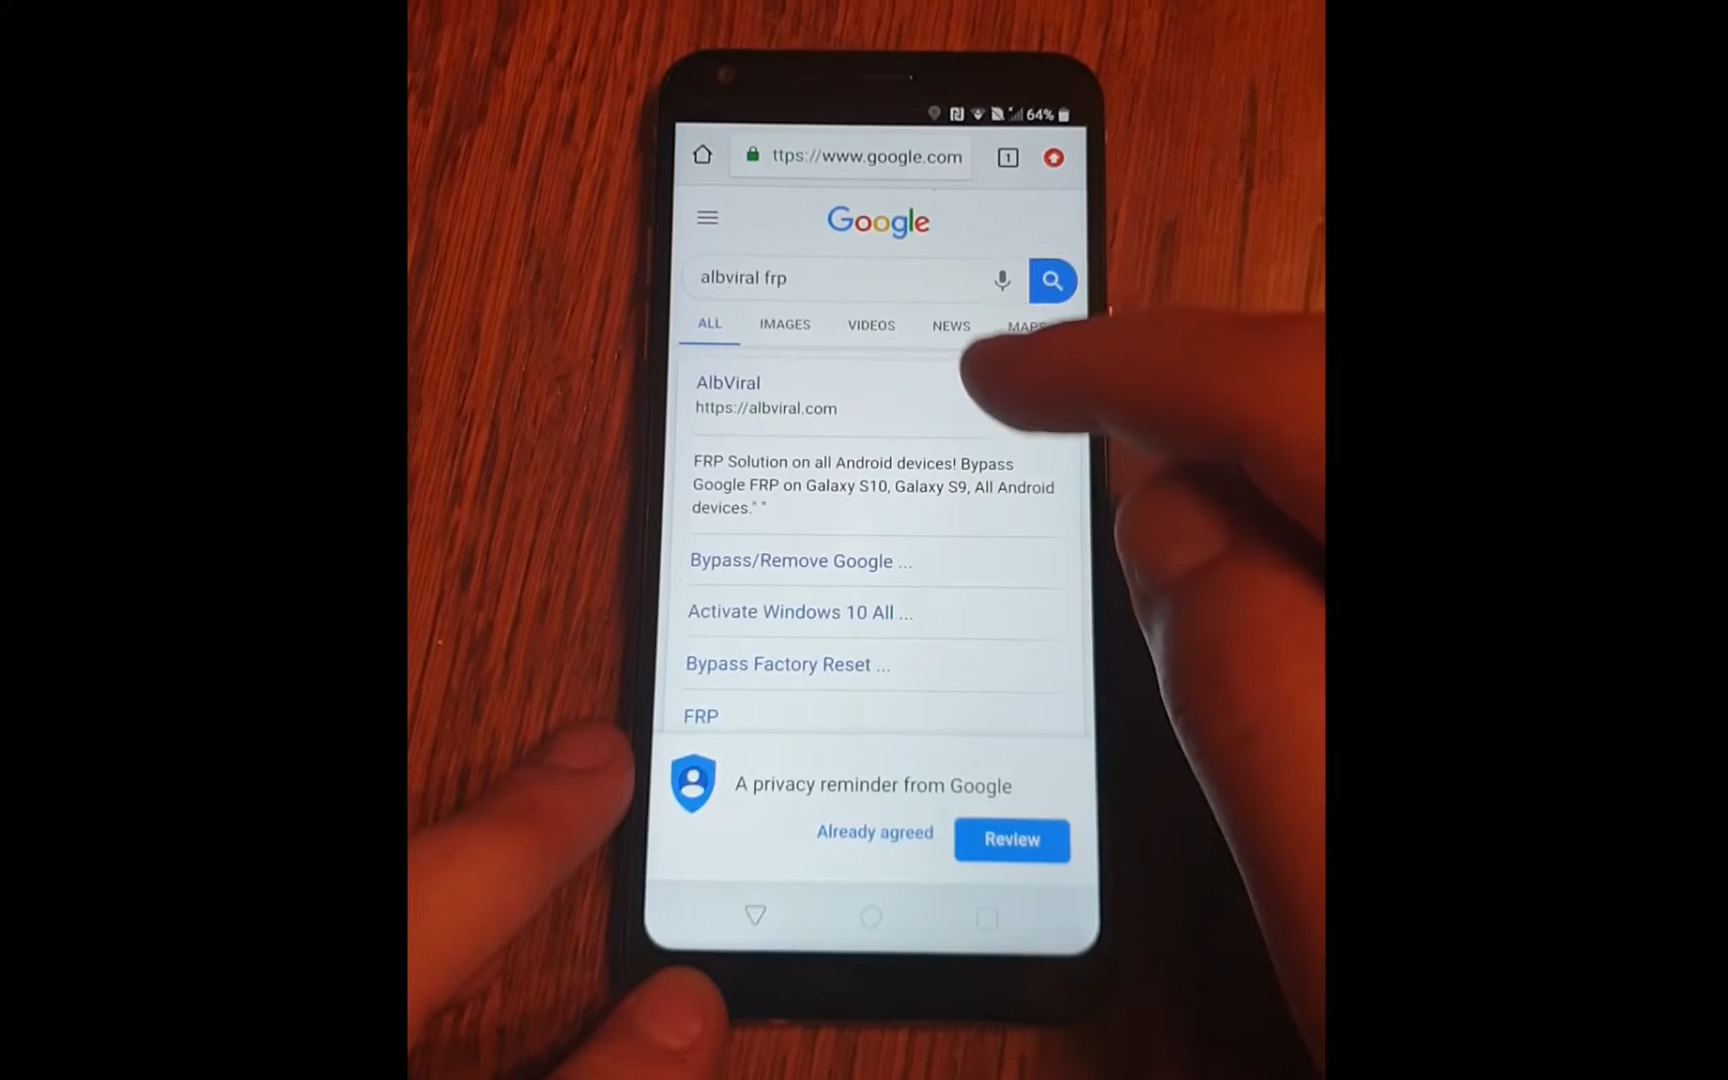 64%
ttps://www.google.com
1
Google
albviral frp
ALL IMAGES VIDEOS NEWS MAPS
AlbViral
https://albviral.com
FRP Solution on all Android devices! Bypass
Google FRP on Galaxy S10, Galaxy S9, All Android
devices." "
Bypass/Remove Google ...
Activate Windows 10 All ...
Bypass Factory Reset ...
FRP
A privacy reminder from Google
Already agreed
Review